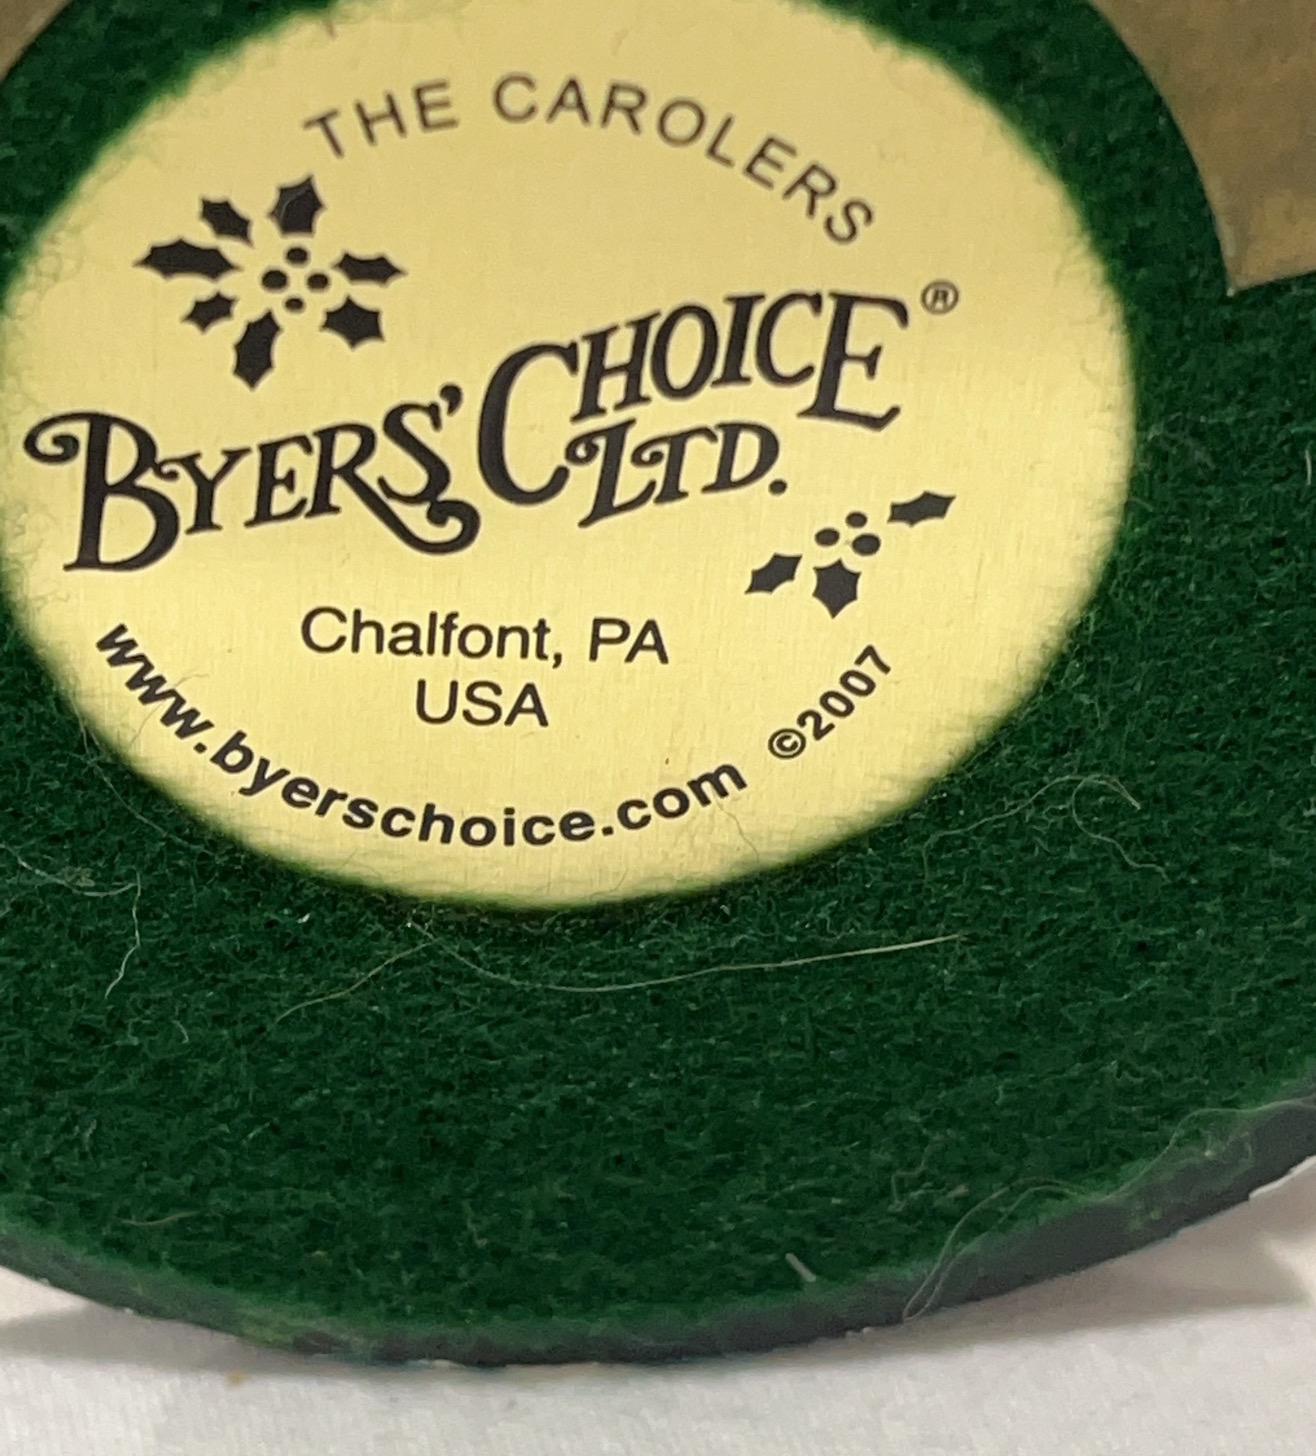 THE CAROLERS
BYERS' CHOICE®
LTD.
Chalfont, PA
USA
www.byerschoice.com ©2007